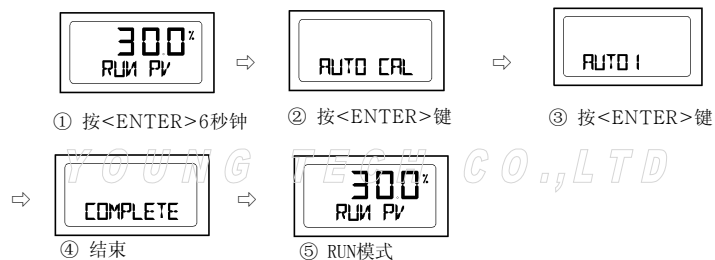 30.0%
RUN PV
⇨
AUTO CAL
⇨
AUTO 1
① 按<ENTER>6秒钟
② 按<ENTER>键
③ 按<ENTER>键
YOUNG TECH CO.,LTD
⇨
COMPLETE
⇨
30.0%
RUN PV
④ 结束
⑤ RUN模式